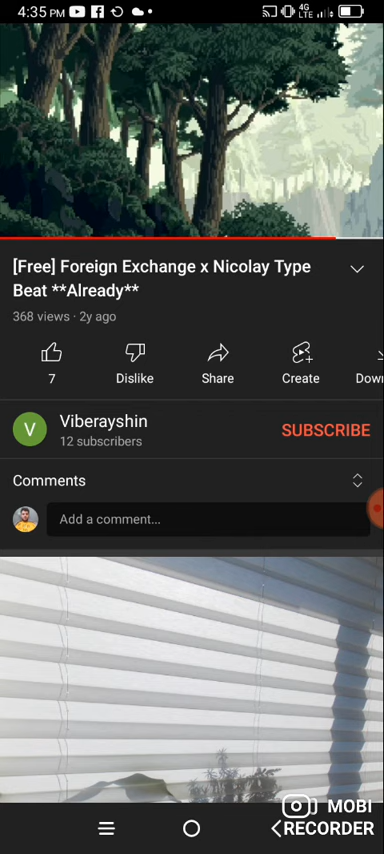 4:35 PM
4G
LTE
[Free] Foreign Exchange x Nicolay Type
Beat **Already**
368 views · 2y ago
7
Dislike
Share
Create
Down
V
Viberayshin
12 subscribers
SUBSCRIBE
Comments
Add a comment...
MOBI
RECORDER